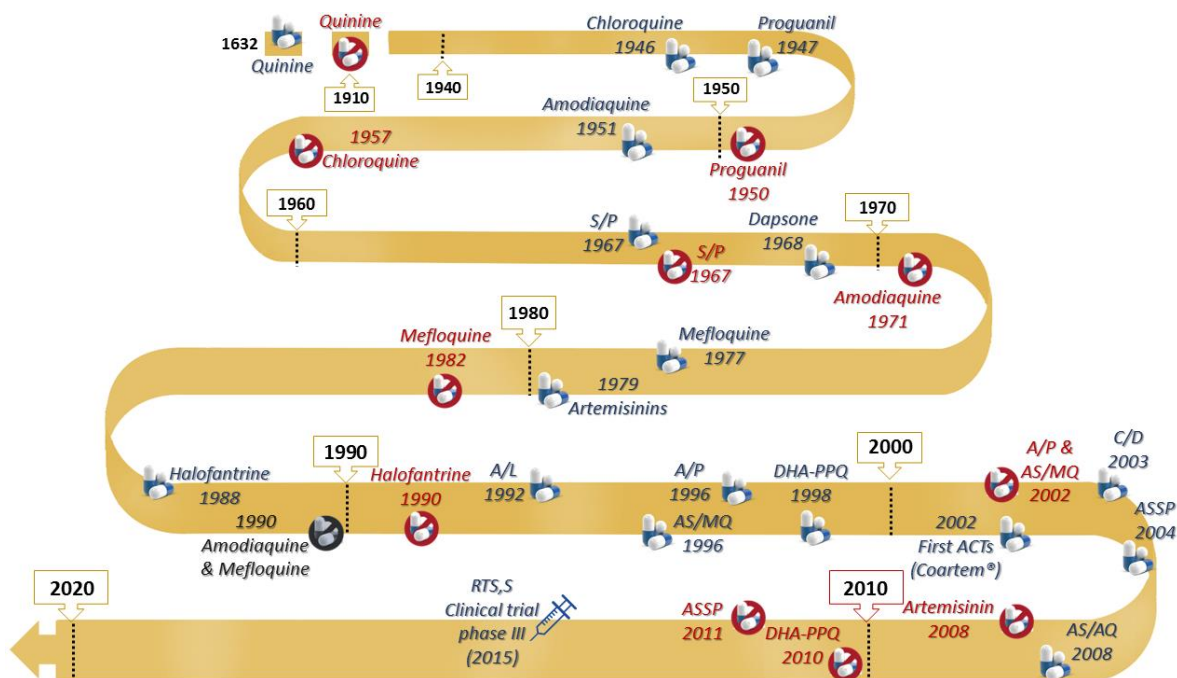 1632
Quinine
Quinine
1910
1940
Chloroquine
1946
Proguanil
1947
1957
Chloroquine
Amodiaquine
1951
1950
Proguanil
1950
1960
S/P
1967
S/P
1967
Dapsone
1968
1970
Amodiaquine
1971
Mefloquine
1982
1980
1979
Artemisinins
Mefloquine
1977
Halofantrine
1988
1990
Amodiaquine
& Mefloquine
1990
Halofantrine
1990
A/L
1992
A/P
1996
AS/MQ
1996
DHA-PPQ
1998
2000
2002
First ACTs
(Coartem®)
A/P &
AS/MQ
2002
C/D
2003
ASSP
2004
2020
RTS,S
Clinical trial
phase III
(2015)
ASSP
2011
DHA-PPQ
2010
2010
Artemisinin
2008
AS/AQ
2008